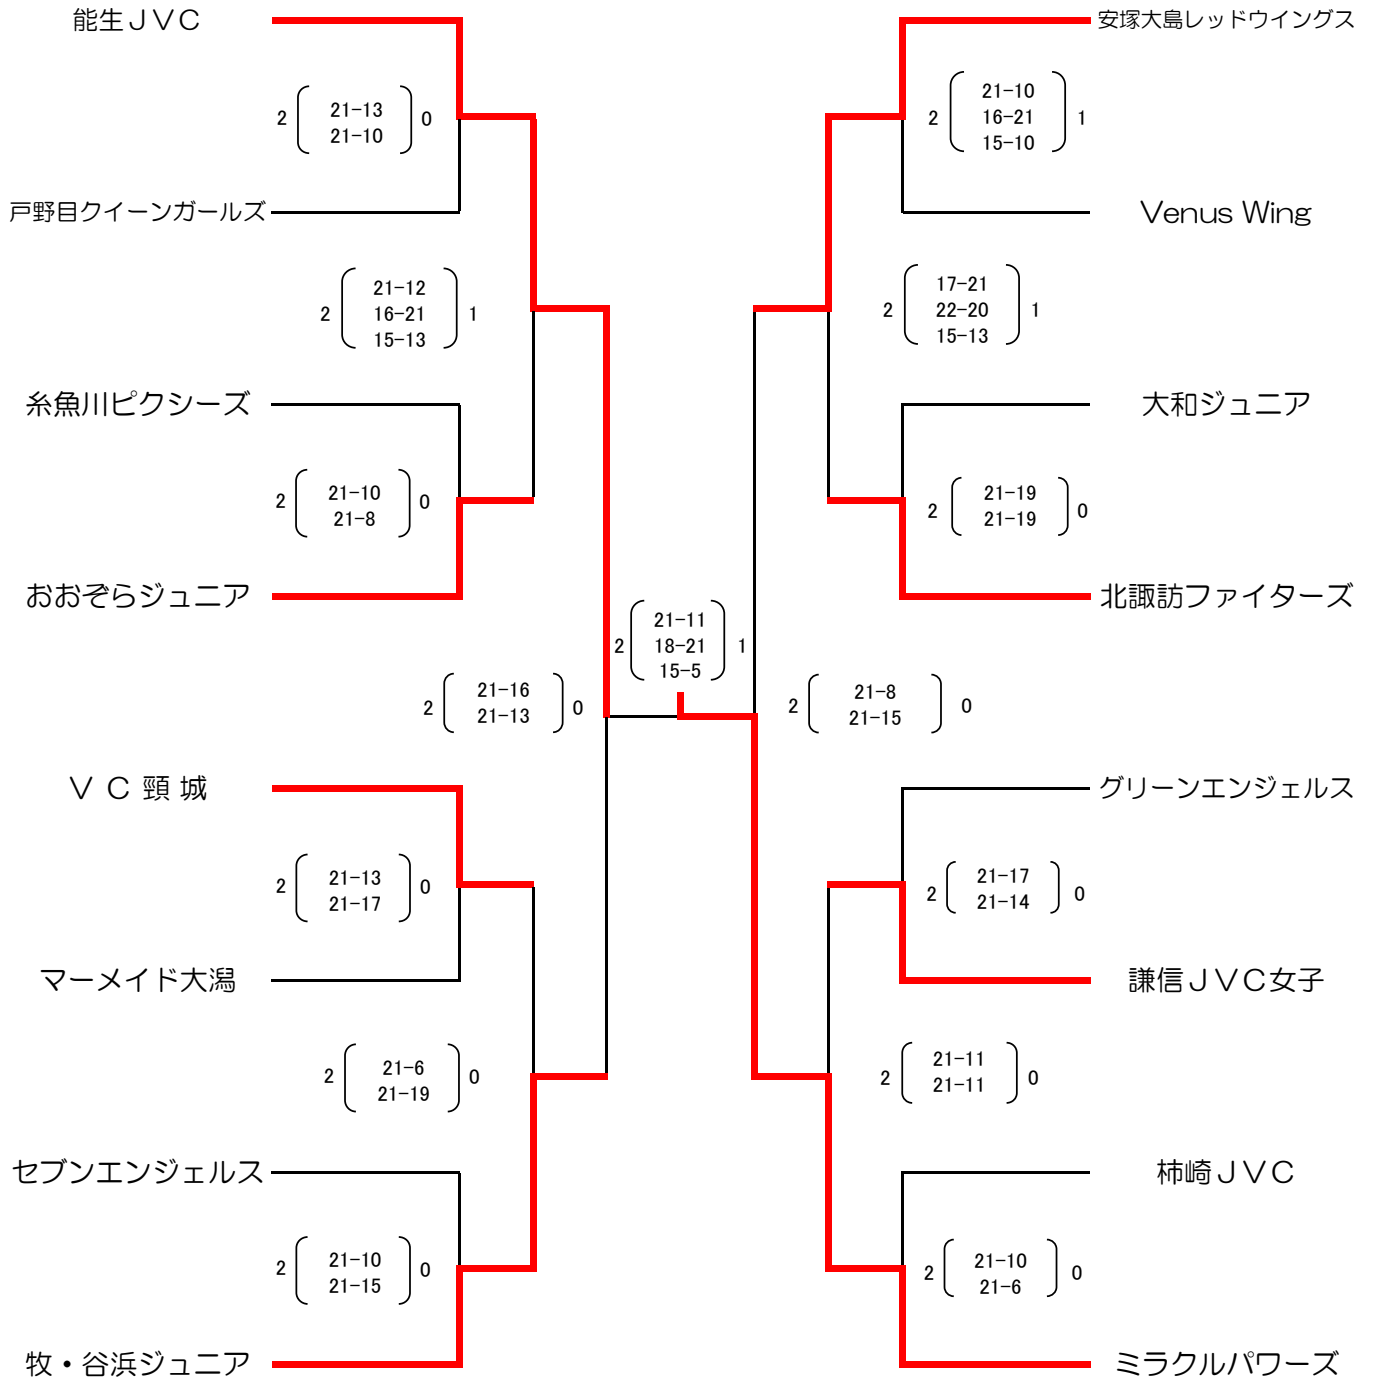 能生ＪＶＣ
2 21-13 0
21-10
戸野目クイーンガールズ
2 21-12 1
16-21
15-13
糸魚川ピクシーズ
2 21-10 0
21-8
おおぞらジュニア
2 21-16 0
21-13
ＶＣ頸城
2 21-13 0
21-17
マーメイド大潟
2 21-6 0
21-19
セブンエンジェルス
2 21-10 0
21-15
牧・谷浜ジュニア
2 21-11 1
18-21
15-5
安塚大島レッドウイングス
2 21-10 1
16-21
15-10
Venus Wing
2 17-21 1
22-20
15-13
大和ジュニア
2 21-19 0
21-19
北諏訪ファイターズ
2 21-8 0
21-15
グリーンエンジェルス
2 21-17 0
21-14
謙信ＪＶＣ女子
2 21-11 0
21-11
柿崎ＪＶＣ
2 21-10 0
21-6
ミラクルパワーズ